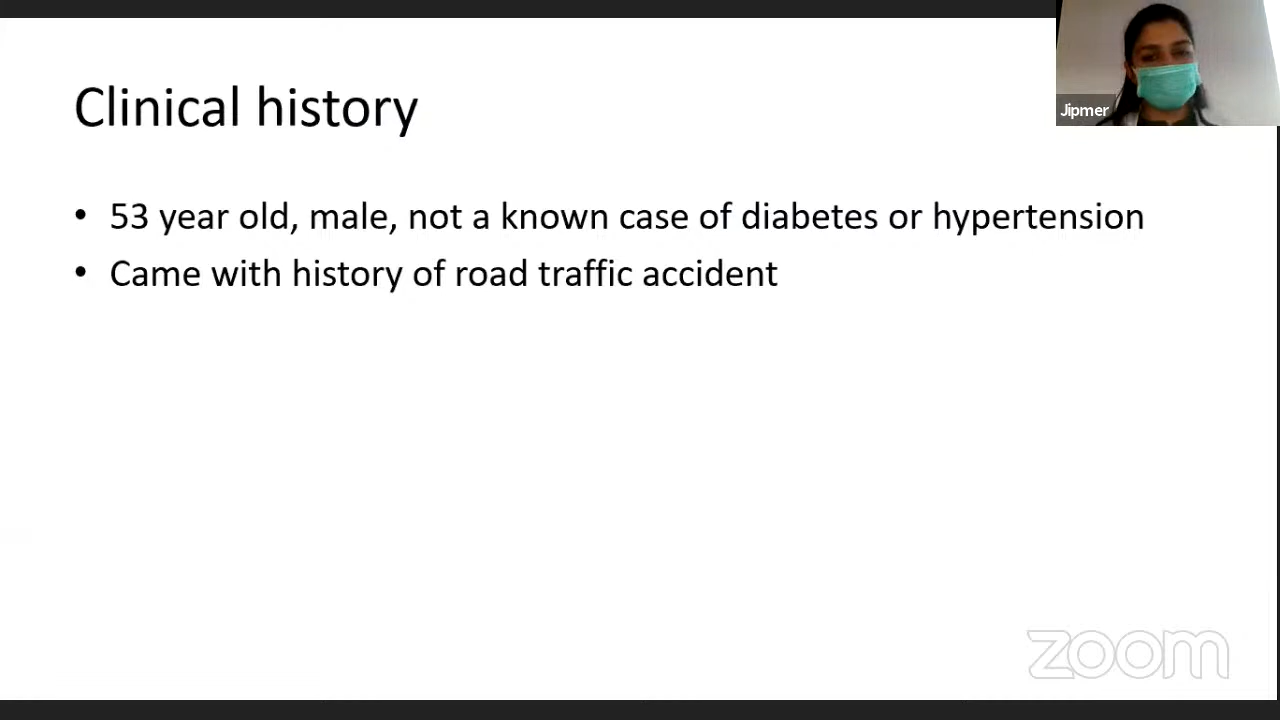 Clinical history
Jipmer
• 53 year old, male, not a known case of diabetes or hypertension
• Came with history of road traffic accident
zoom